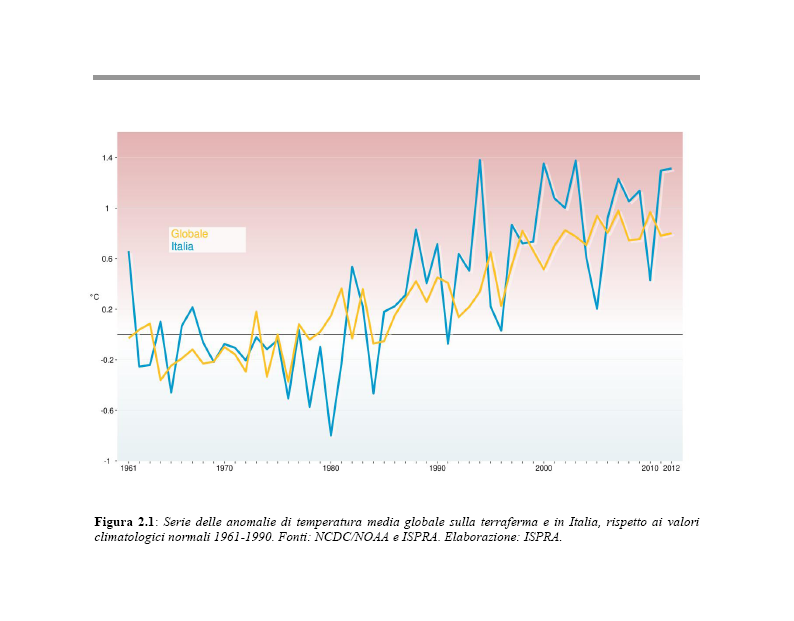 1.4
1
0.6
°C
0.2
-0.2
-0.6
-1
Globale
Italia
1961 1970 1980 1990 2000 2010 2012
Figura 2.1: Serie delle anomalie di temperatura media globale sulla terraferma e in Italia, rispetto ai valori
climatologici normali 1961-1990. Fonti: NCDC/NOAA e ISPRA. Elaborazione: ISPRA.